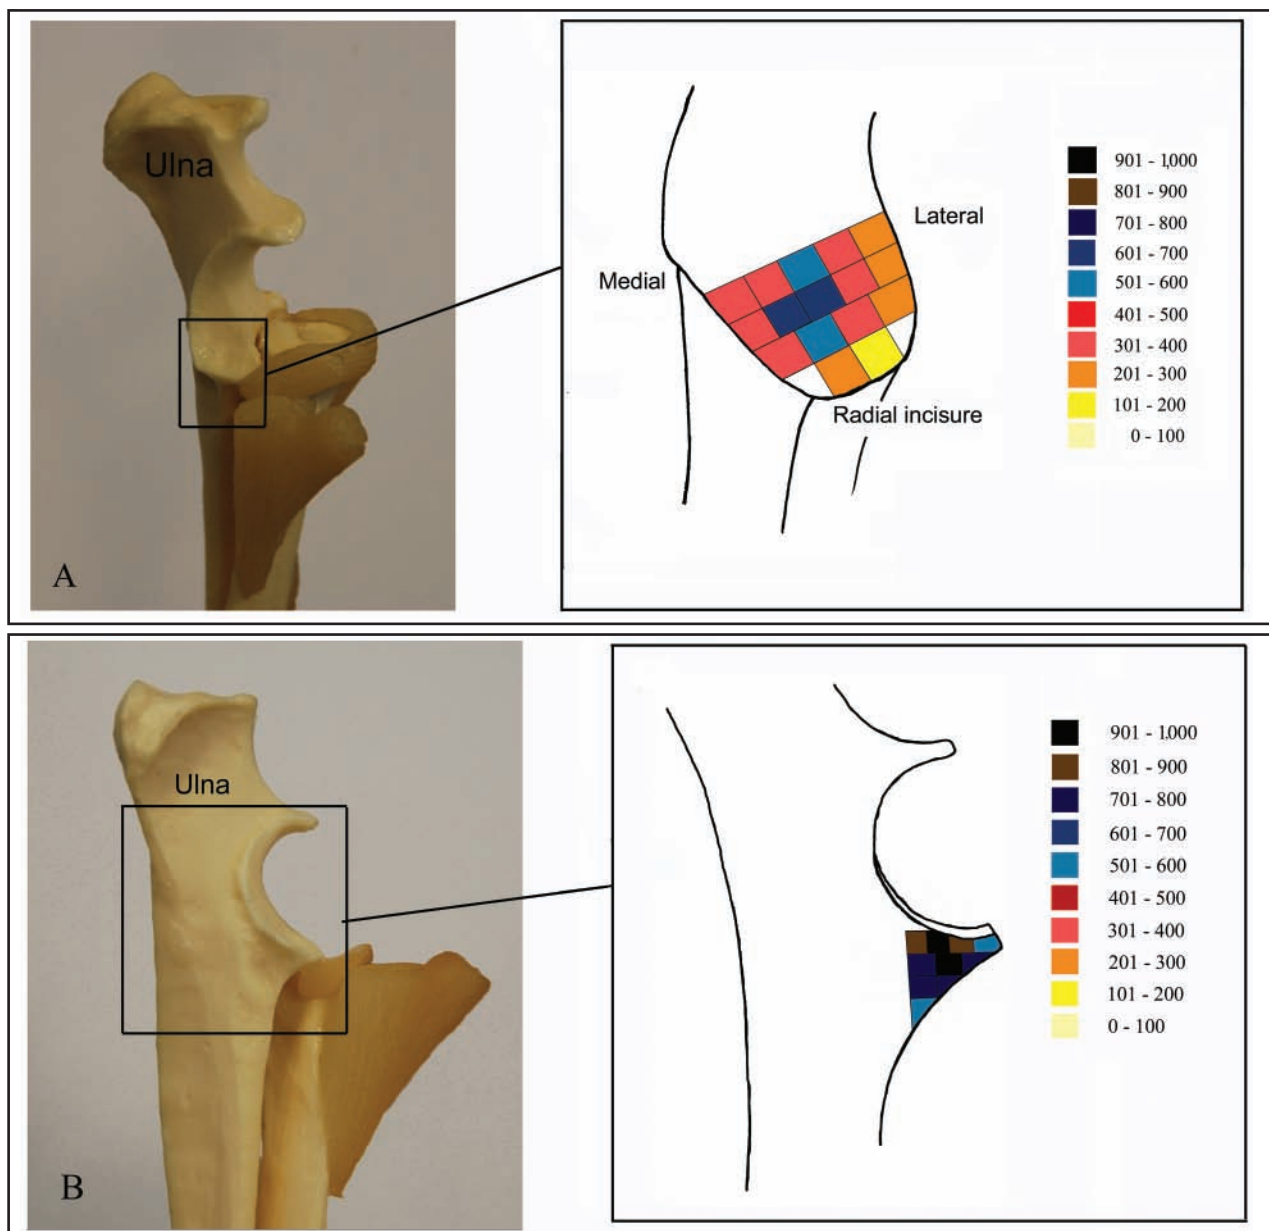 Ulna
A
Medial
Lateral
Radial incisure
901 - 1,000
801 - 900
701 - 800
601 - 700
501 - 600
401 - 500
301 - 400
201 - 300
101 - 200
0 - 100
Ulna
B
901 - 1,000
801 - 900
701 - 800
601 - 700
501 - 600
401 - 500
301 - 400
201 - 300
101 - 200
0 - 100